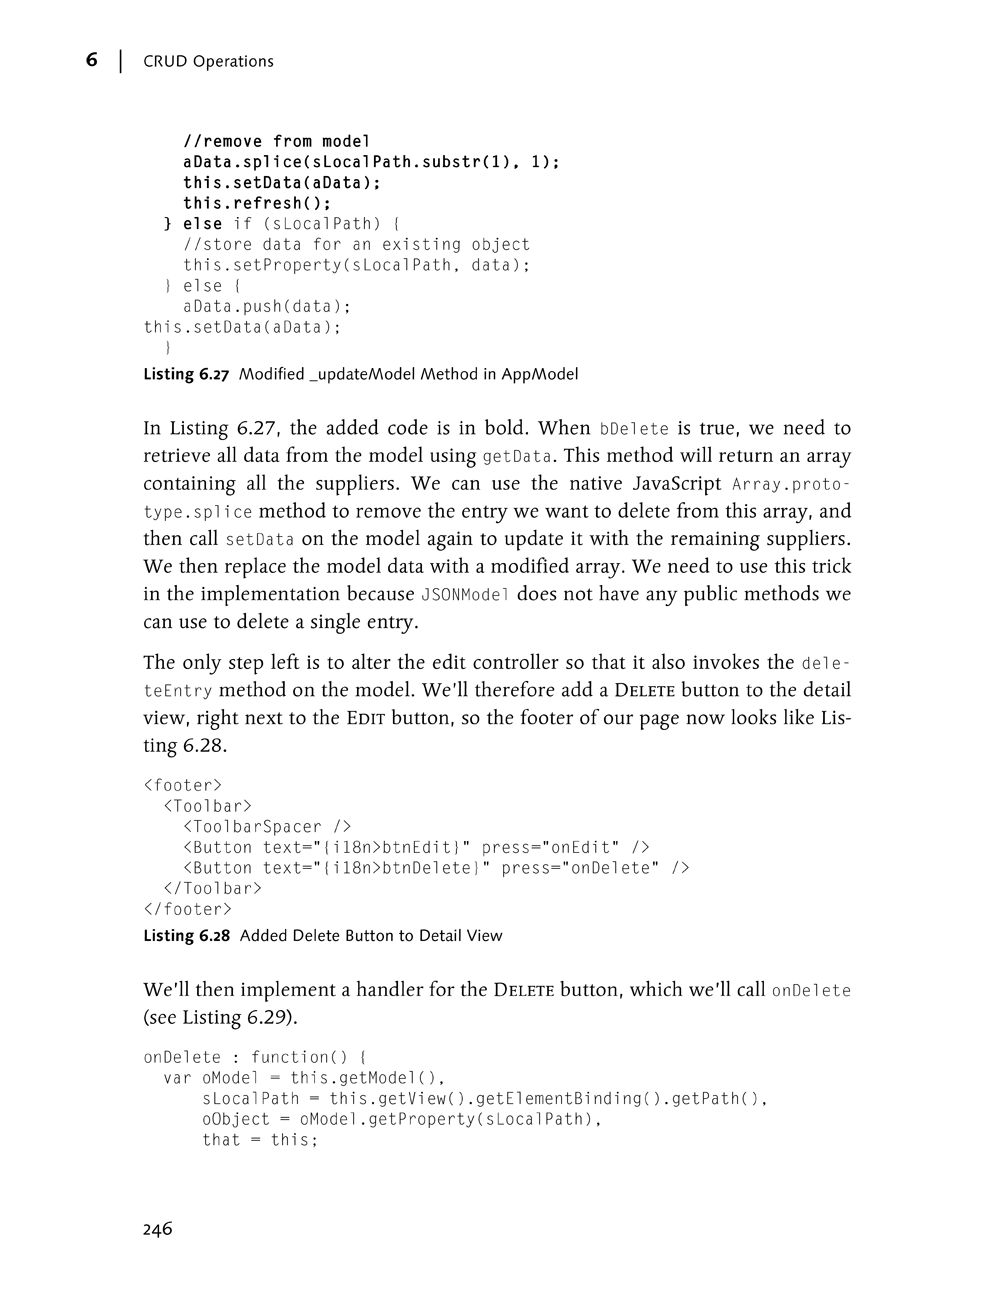 6 | CRUD Operations
//remove from model
aData.splice(sLocalPath.substr(1), 1);
this.setData(aData);
this.refresh();
} else if (sLocalPath) {
//store data for an existing object
this.setProperty(sLocalPath, data);
} else {
aData.push(data);
this.setData(aData);
}
Listing 6.27 Modified _updateModel Method in AppModel
In Listing 6.27, the added code is in bold. When bDelete is true, we need to
retrieve all data from the model using getData. This method will return an array
containing all the suppliers. We can use the native JavaScript Array.proto-
type.splice method to remove the entry we want to delete from this array, and
then call setData on the model again to update it with the remaining suppliers.
We then replace the model data with a modified array. We need to use this trick
in the implementation because JSONModel does not have any public methods we
can use to delete a single entry.
The only step left is to alter the edit controller so that it also invokes the dele-
teEntry method on the model. We'll therefore add a DELETE button to the detail
view, right next to the EDIT button, so the footer of our page now looks like Lis-
ting 6.28.
<footer>
<Toolbar>
<ToolbarSpacer />
<Button text="{i18n>btnEdit}" press="onEdit" />
<Button text="{i18n>btnDelete}" press="onDelete" />
</Toolbar>
</footer>
Listing 6.28 Added Delete Button to Detail View
We'll then implement a handler for the DELETE button, which we'll call onDelete
(see Listing 6.29).
onDelete : function() {
var oModel = this.getModel(),
sLocalPath = this.getView().getElementBinding().getPath(),
oObject = oModel.getProperty(sLocalPath),
that = this;
246